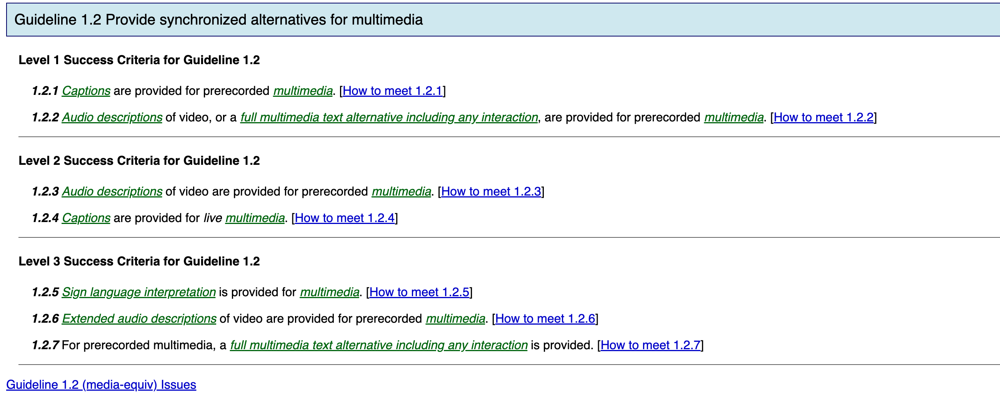 Guideline 1.2 Provide synchronized alternatives for multimedia
Level 1 Success Criteria for Guideline 1.2
1.2.1 Captions are provided for prerecorded multimedia. [How to meet 1.2.1]
1.2.2 Audio descriptions of video, or a full multimedia text alternative including any interaction, are provided for prerecorded multimedia. [How to meet 1.2.2]
Level 2 Success Criteria for Guideline 1.2
1.2.3 Audio descriptions of video are provided for prerecorded multimedia. [How to meet 1.2.3]
1.2.4 Captions are provided for live multimedia. [How to meet 1.2.4]
Level 3 Success Criteria for Guideline 1.2
1.2.5 Sign language interpretation is provided for multimedia. [How to meet 1.2.5]
1.2.6 Extended audio descriptions of video are provided for prerecorded multimedia. [How to meet 1.2.6]
1.2.7 For prerecorded multimedia, a full multimedia text alternative including any interaction is provided. [How to meet 1.2.7]
Guideline 1.2 (media-equiv) Issues